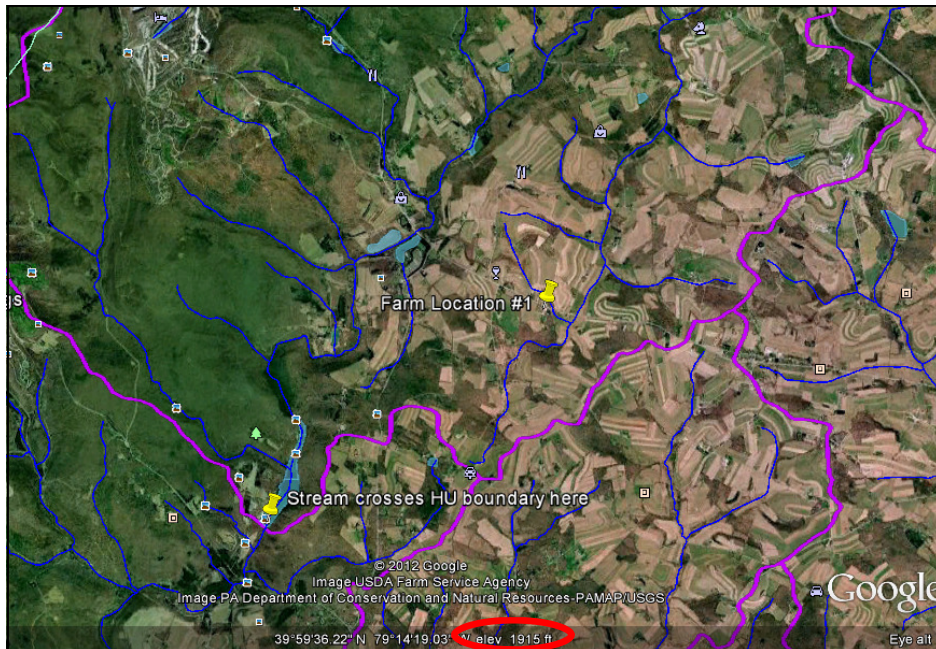 Farm Location #1
gs
Stream crosses HU boundary here
© 2012 Google
Image USDA Farm Service Agency
Image PA Department of Conservation and Natural Resources-PAMAP/USGS
Google
39°59'36.22" N 79°14'19.03" W elev 1915 ft Eye alt